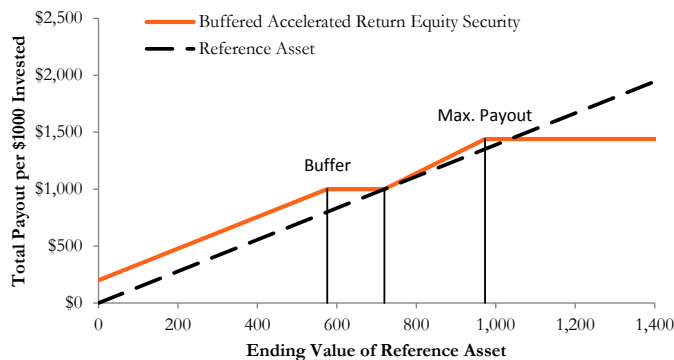 $2,500
Buffered Accelerated Return Equity Security
Reference Asset
$2,000
Max. Payout
$1,500
Buffer
$1,000
$500
$0
0 200 400 600 800 1,000 1,200 1,400
Total Payout per $1000 Invested
Ending Value of Reference Asset